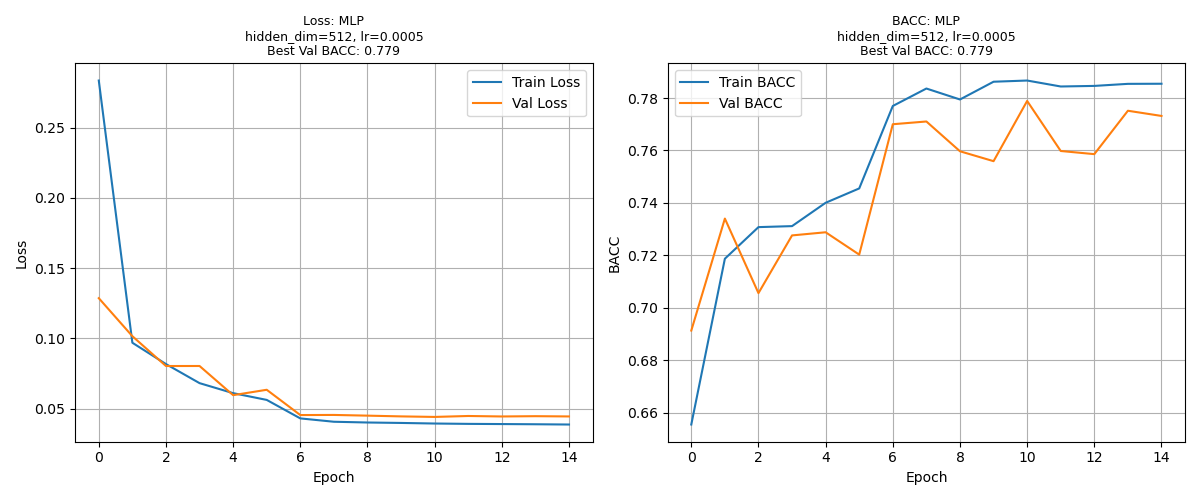 Loss: MLP
hidden_dim=512, lr=0.0005
Best Val BACC: 0.779
Train Loss
Val Loss
0.25
0.20
0.15
0.10
0.05
Loss
0 2 4 6 8 10 12 14
Epoch
BACC: MLP
hidden_dim=512, lr=0.0005
Best Val BACC: 0.779
Train BACC
Val BACC
0.78
0.76
0.74
0.72
0.70
0.68
0.66
BACC
0 2 4 6 8 10 12 14
Epoch